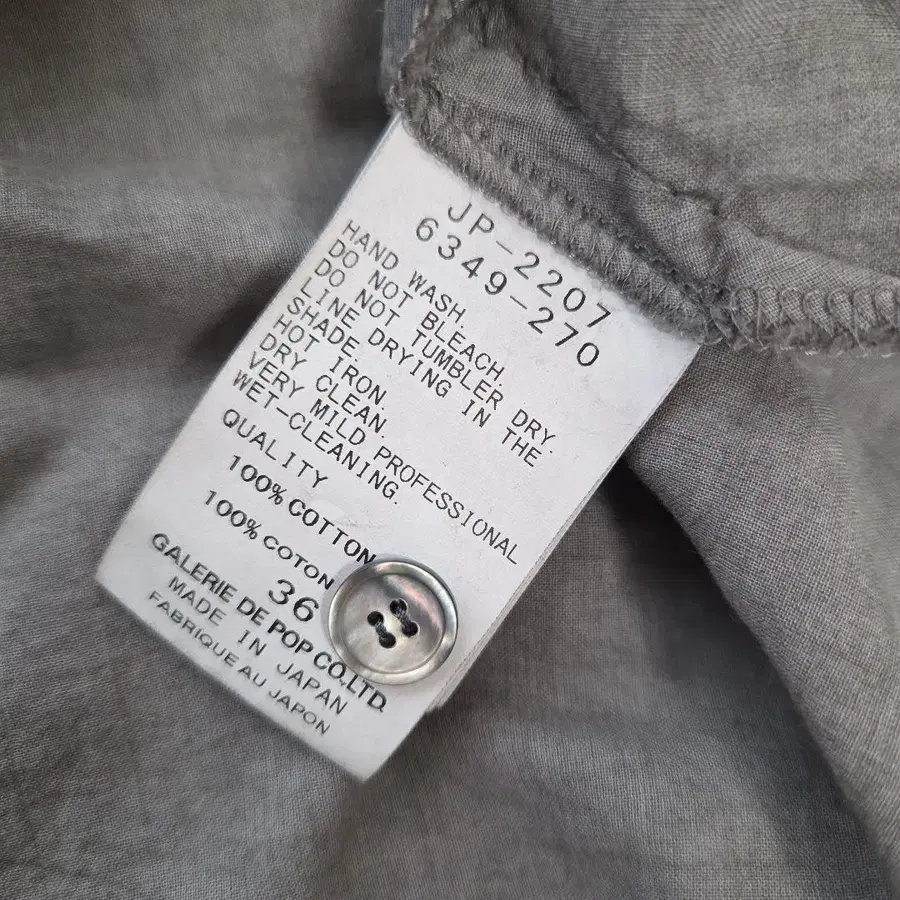 JP-2207
6349-270
HAND WASH.
DO NOT BLEACH.
DO NOT TUMBLER DRY.
LINE DRYING IN THE
SHADE.
HOT IRON.
DRY CLEAN.
VERY MILD PROFESSIONAL
WET-CLEANING.
QUALITY
100% COTTON
100% COTON
36
GALERIE DE POP CO.,LTD.
MADE IN JAPAN
FABRIQUE AU JAPON